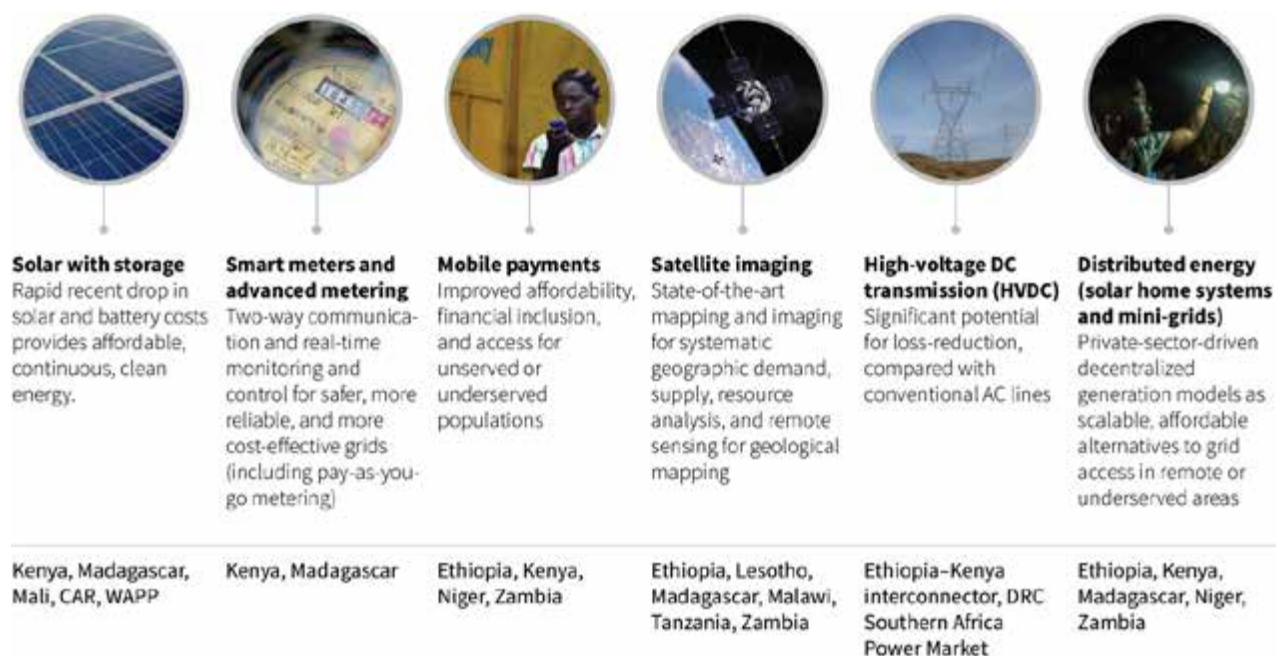 Solar with storage
Rapid recent drop in
solar and battery costs
provides affordable,
continuous, clean
energy.
Smart meters and
advanced metering
Two-way communica-
tion and real-time
monitoring and
control for safer, more
reliable, and more
cost-effective grids
(including pay-as-you-
go metering)
Mobile payments
Improved affordability,
financial inclusion,
and access for
unserved or
underserved
populations
Satellite imaging
State-of-the-art
mapping and imaging
for systematic
geographic demand,
supply, resource
analysis, and remote
sensing for geological
mapping
High-voltage DC
transmission (HVDC)
Significant potential
for loss-reduction,
compared with
conventional AC lines
Distributed energy
(solar home systems
and mini-grids)
Private-sector-driven
decentralized
generation models as
scalable, affordable
alternatives to grid
access in remote or
underserved areas
Kenya, Madagascar,
Mali, CAR, WAPP
Kenya, Madagascar
Ethiopia, Kenya,
Niger, Zambia
Ethiopia, Lesotho,
Madagascar, Malawi,
Tanzania, Zambia
Ethiopia–Kenya
interconnector, DRC
Southern Africa
Power Market
Ethiopia, Kenya,
Madagascar, Niger,
Zambia